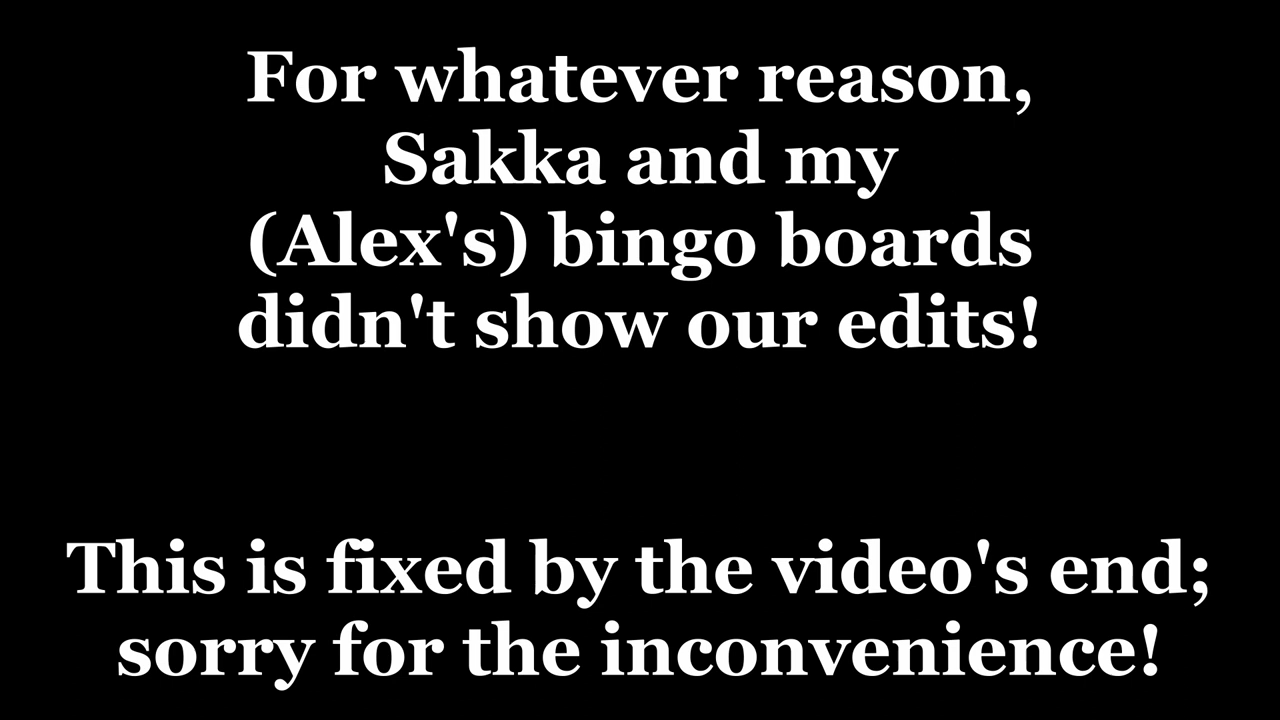 For whatever reason,
Sakka and my
(Alex's) bingo boards
didn't show our edits!
This is fixed by the video's end;
sorry for the inconvenience!